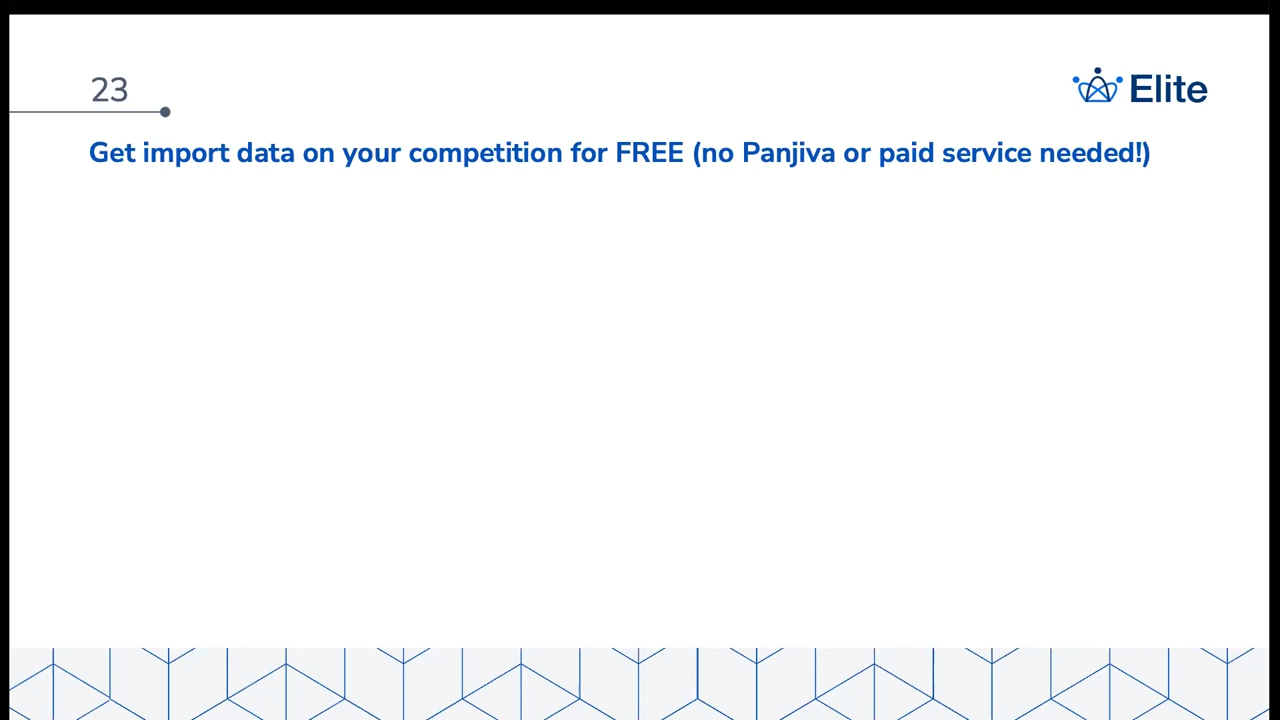 23
Elite
Get import data on your competition for FREE (no Panjiva or paid service needed!)